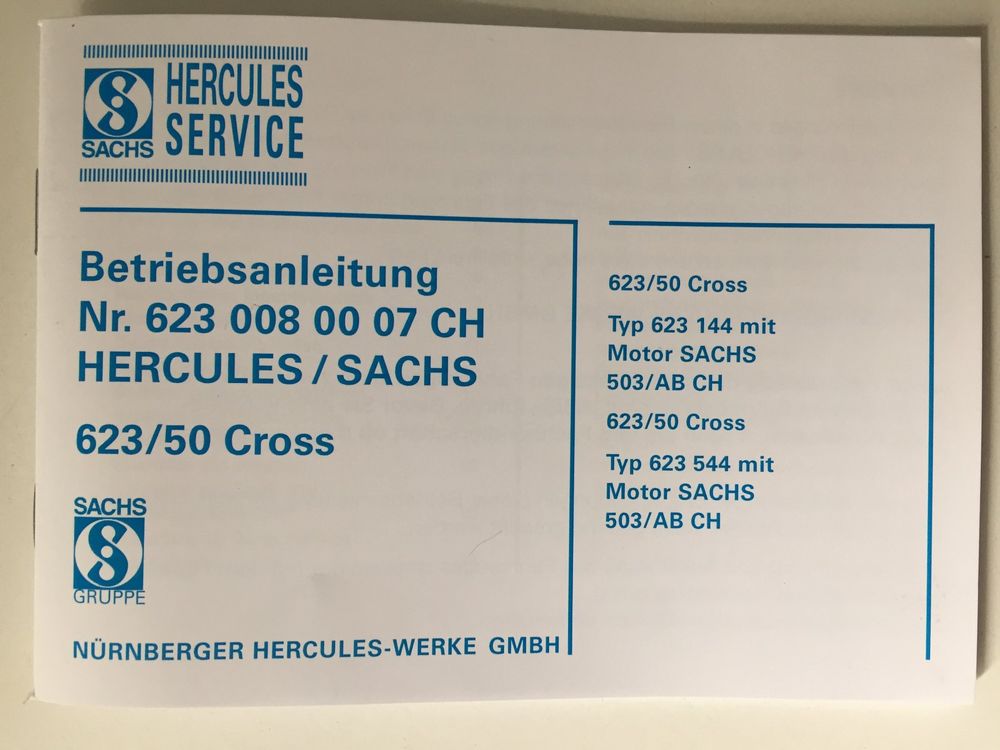 HERCULES
SERVICE
SACHS
Betriebsanleitung
Nr. 623 008 00 07 CH
HERCULES / SACHS
623/50 Cross
SACHS
GRUPPE
NÜRNBERGER HERCULES-WERKE GMBH
623/50 Cross
Typ 623 144 mit
Motor SACHS
503/AB CH
623/50 Cross
Typ 623 544 mit
Motor SACHS
503/AB CH